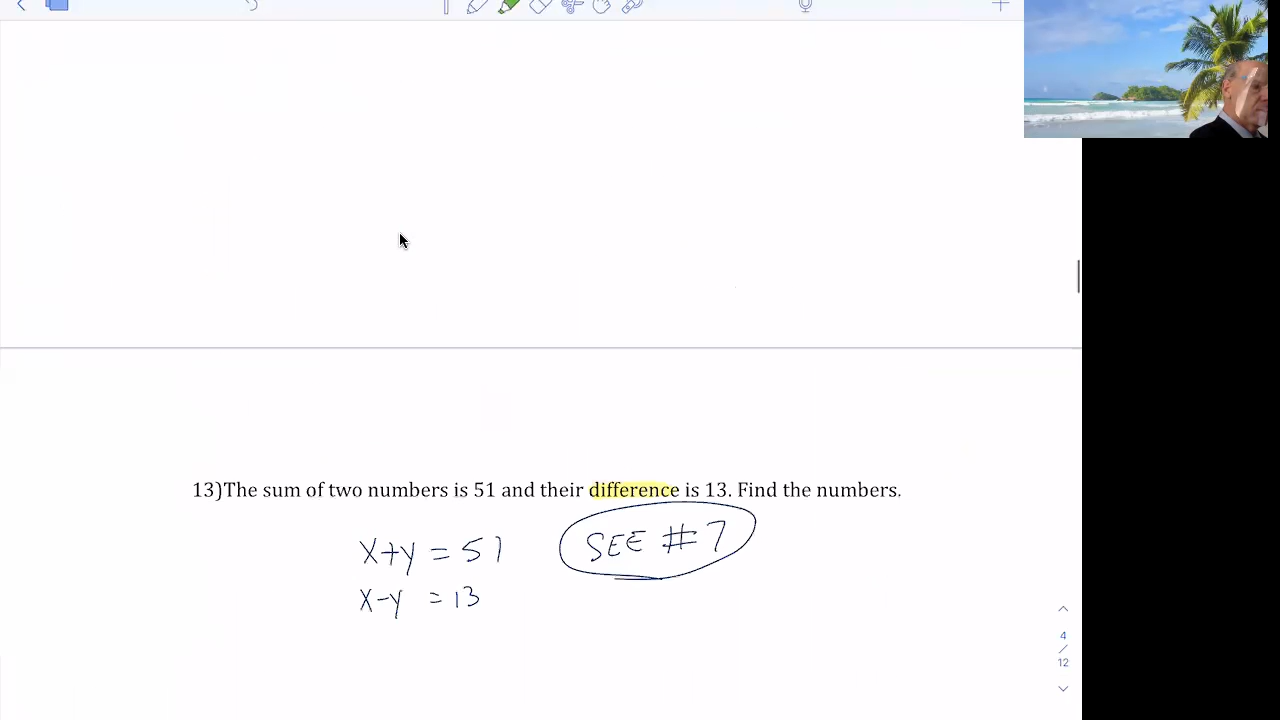 13)The sum of two numbers is 51 and their difference is 13. Find the numbers.
x+y = 51
SEE #7
x-y = 13
4
/
12